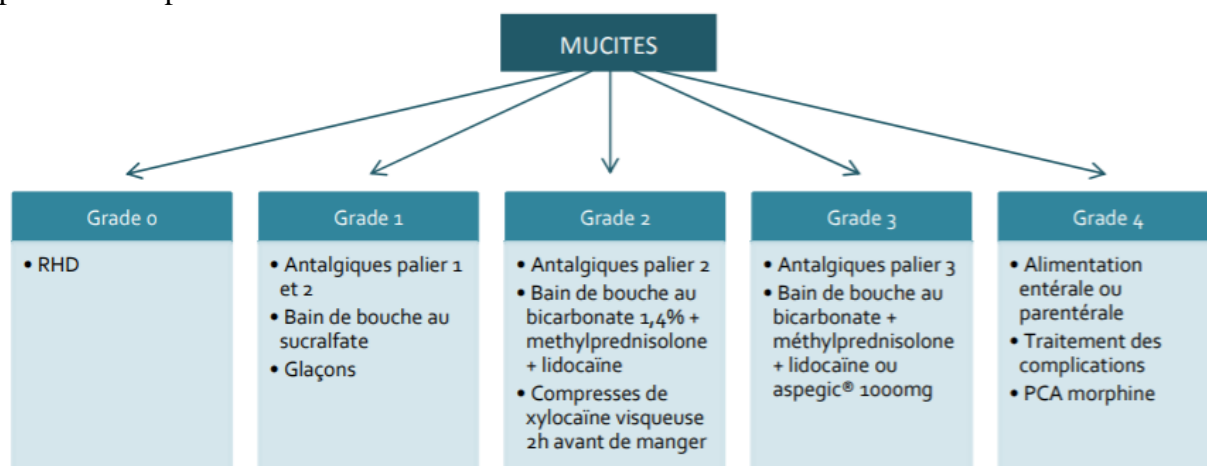 MUCITES
Grade 0
• RHD
Grade 1
• Antalgiques palier 1
et 2
• Bain de bouche au
sucralfate
• Glaçons
Grade 2
• Antalgiques palier 2
• Bain de bouche au
bicarbonate 1,4% +
methylprednisolone
+ lidocaïne
• Compresses de
xylocaïne visqueuse
2h avant de manger
Grade 3
• Antalgiques palier 3
• Bain de bouche au
bicarbonate +
méthylprednisolone
+ lidocaïne ou
aspegic® 1000mg
Grade 4
• Alimentation
entérale ou
parentérale
• Traitement des
complications
• PCA morphine